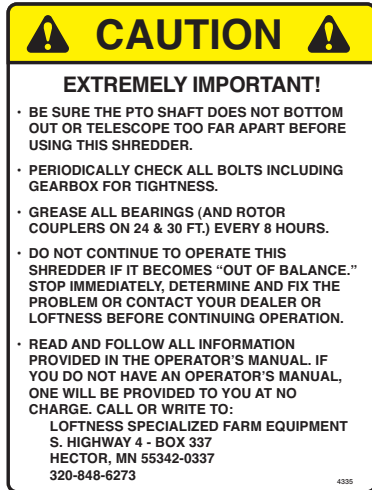 CAUTION
EXTREMELY IMPORTANT!
• BE SURE THE PTO SHAFT DOES NOT BOTTOM
OUT OR TELESCOPE TOO FAR APART BEFORE
USING THIS SHREDDER.
• PERIODICALLY CHECK ALL BOLTS INCLUDING
GEARBOX FOR TIGHTNESS.
• GREASE ALL BEARINGS (AND ROTOR
COUPLERS ON 24 & 30 FT.) EVERY 8 HOURS.
• DO NOT CONTINUE TO OPERATE THIS
SHREDDER IF IT BECOMES “OUT OF BALANCE.”
STOP IMMEDIATELY, DETERMINE AND FIX THE
PROBLEM OR CONTACT YOUR DEALER OR
LOFTNESS BEFORE CONTINUING OPERATION.
• READ AND FOLLOW ALL INFORMATION
PROVIDED IN THE OPERATOR’S MANUAL. IF
YOU DO NOT HAVE AN OPERATOR’S MANUAL,
ONE WILL BE PROVIDED TO YOU AT NO
CHARGE. CALL OR WRITE TO:
LOFTNESS SPECIALIZED FARM EQUIPMENT
S. HIGHWAY 4 - BOX 337
HECTOR, MN 55342-0337
320-848-6273
4335